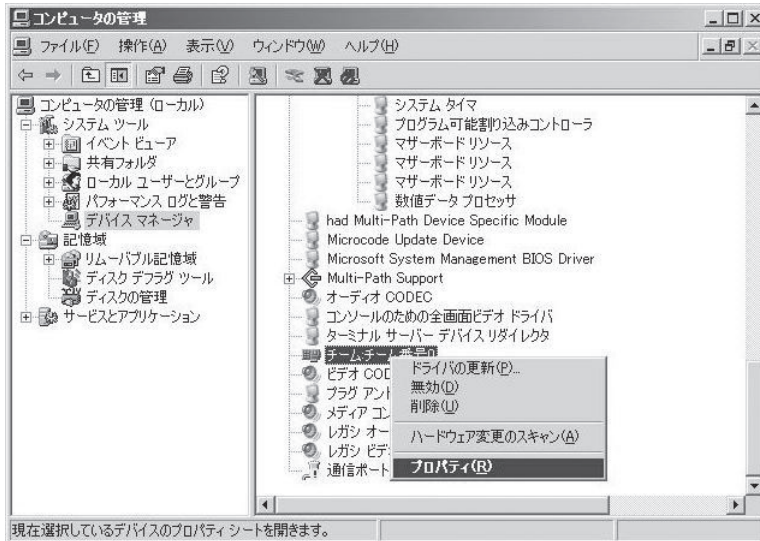 コンピュータの管理
ファイル(F) 操作(A) 表示(V) ウィンドウ(W) ヘルプ(H)
コンピュータの管理 (ローカル)
システム ツール
イベント ビューア
共有フォルダ
ローカル ユーザーとグループ
パフォーマンス ログと警告
デバイス マネージャ
記憶域
リムーバブル記憶域
ディスク デフラグ ツール
ディスクの管理
サービスとアプリケーション
システム タイマ
プログラム可能割り込みコントローラ
マザーボード リソース
マザーボード リソース
マザーボード リソース
数値データ プロセッサ
had Multi-Path Device Specific Module
Microcode Update Device
Microsoft System Management BIOS Driver
Multi-Path Support
オーディオ CODEC
コンソールのための全画面ビデオ ドライバ
ターミナル サーバー デバイス リダイレクタ
チームチーム番号0
ビデオ COD
プラグ アン
メディア コン
レガシ オー
レガシ ビデ
通信ポート
ドライバの更新(P)...
無効(D)
削除(U)
ハードウェア変更のスキャン(A)
プロパティ(R)
現在選択しているデバイスのプロパティ シートを開きます。